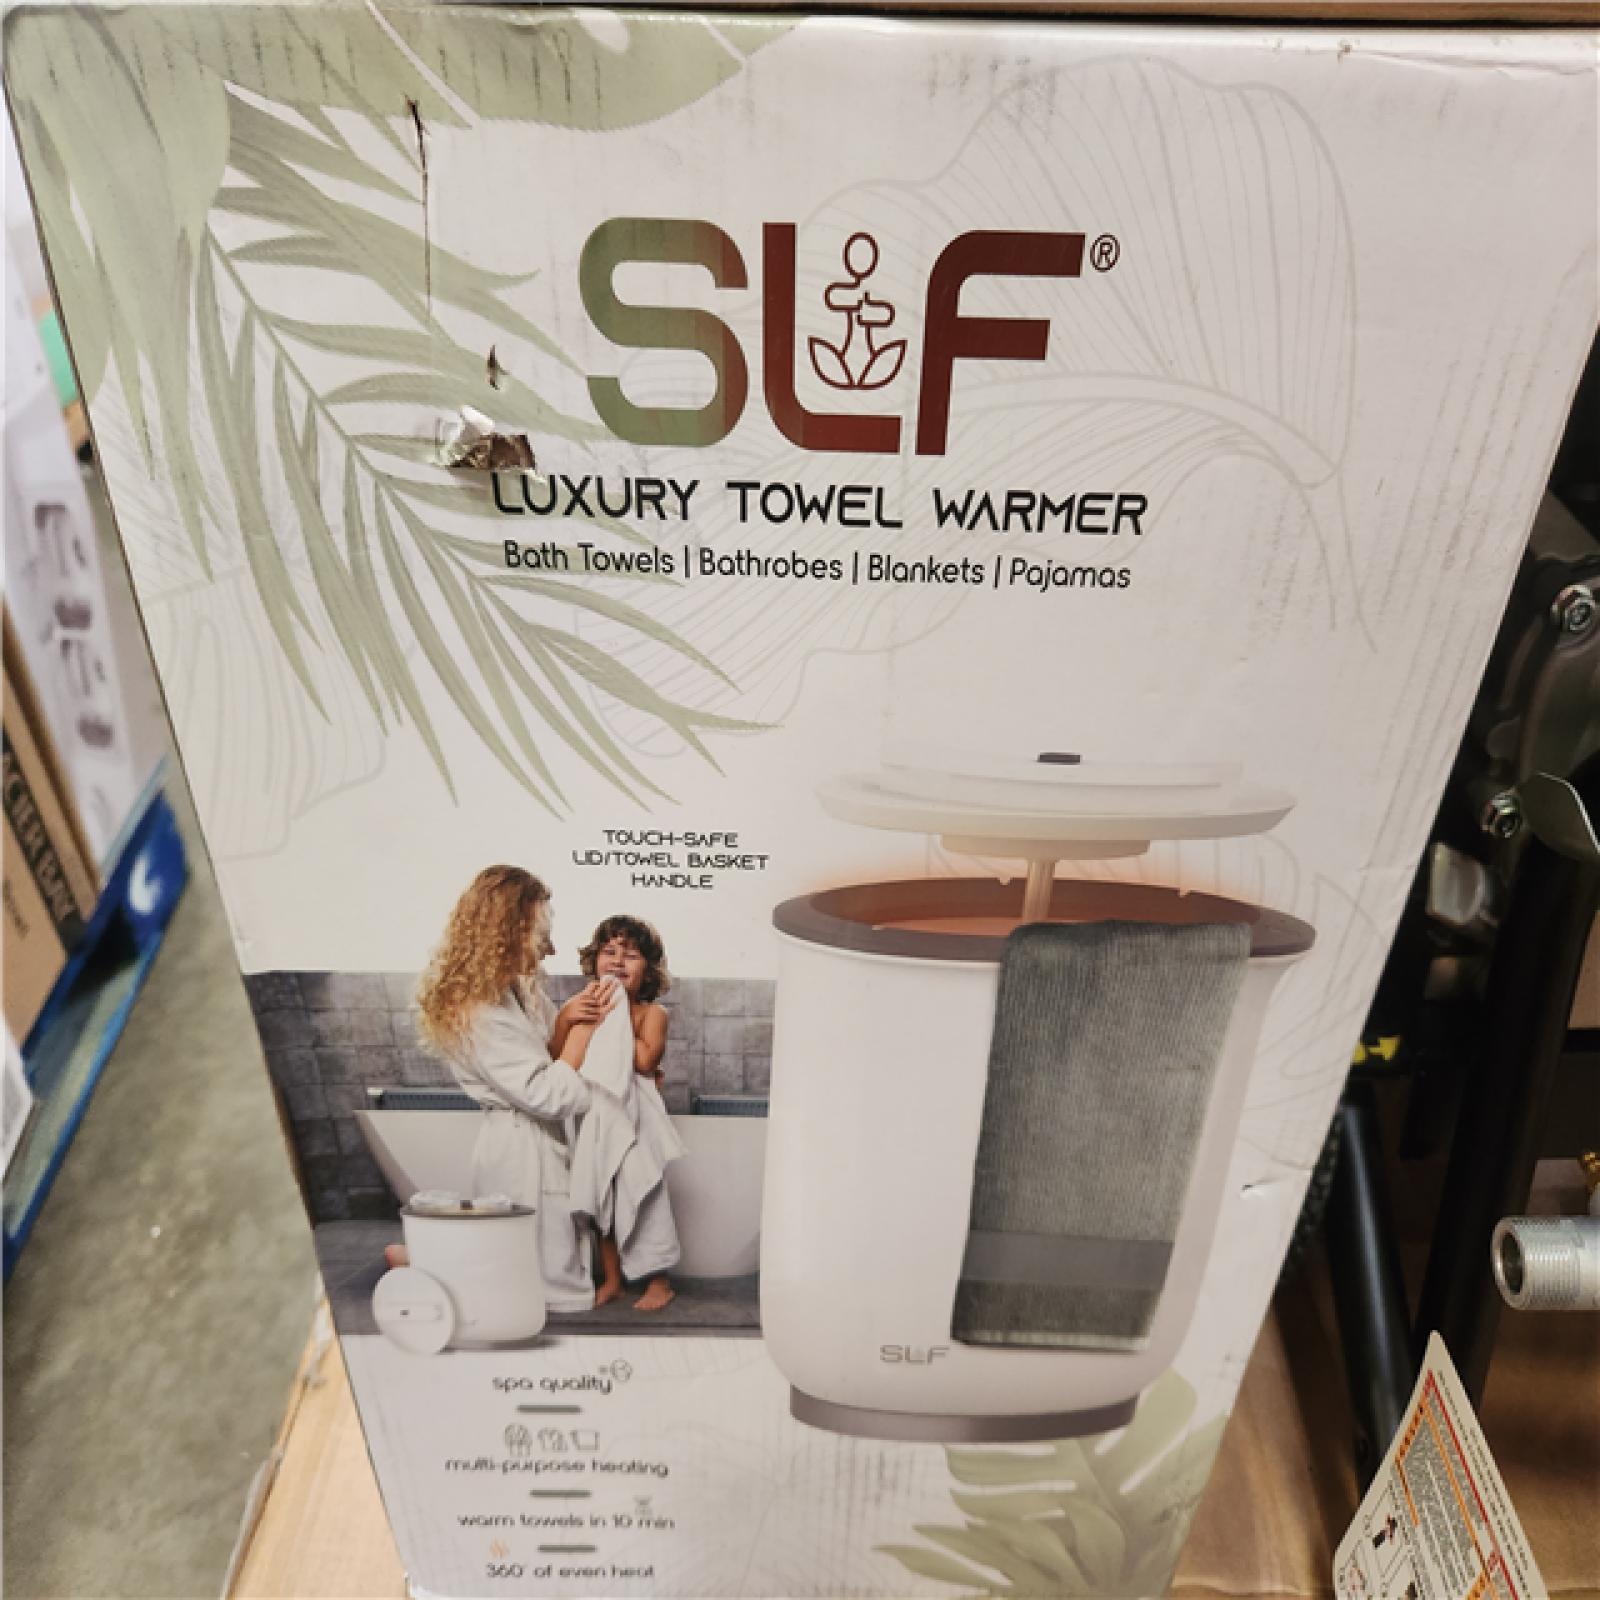 SLF®
LUXURY TOWEL WARMER
Bath Towels | Bathrobes | Blankets | Pajamas
TOUCH-SAFE
LID/TOWEL BASKET
HANDLE
SLF
spa quality
multi-purpose heating
warm towels in 10 min
360° of even heat